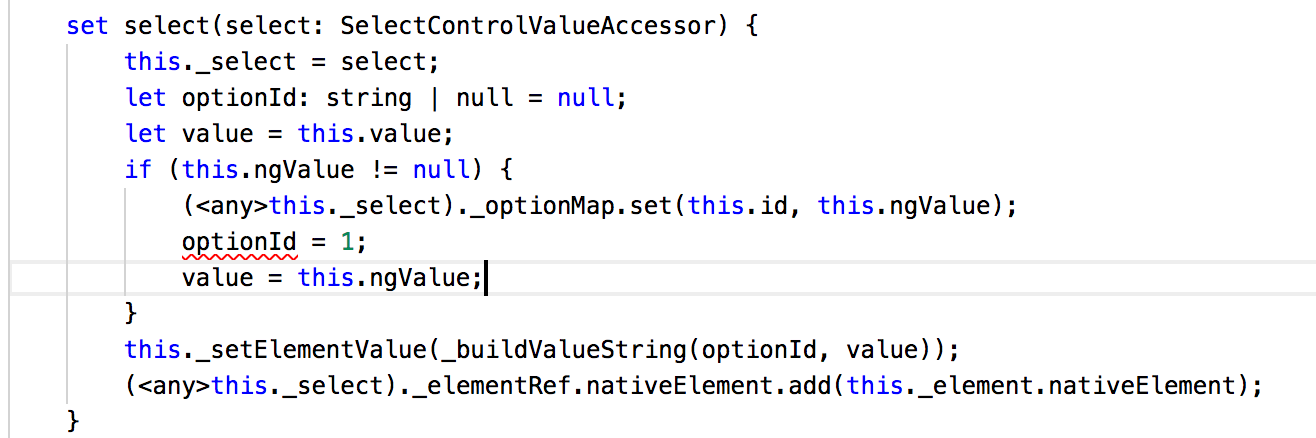 set select(select: SelectControlValueAccessor) {
this._select = select;
let optionId: string | null = null;
let value = this.value;
if (this.ngValue != null) {
(<any>this._select)._optionMap.set(this.id, this.ngValue);
optionId = 1;
value = this.ngValue;
}
this._setElementValue(_buildValueString(optionId, value));
(<any>this._select)._elementRef.nativeElement.add(this._element.nativeElement);
}